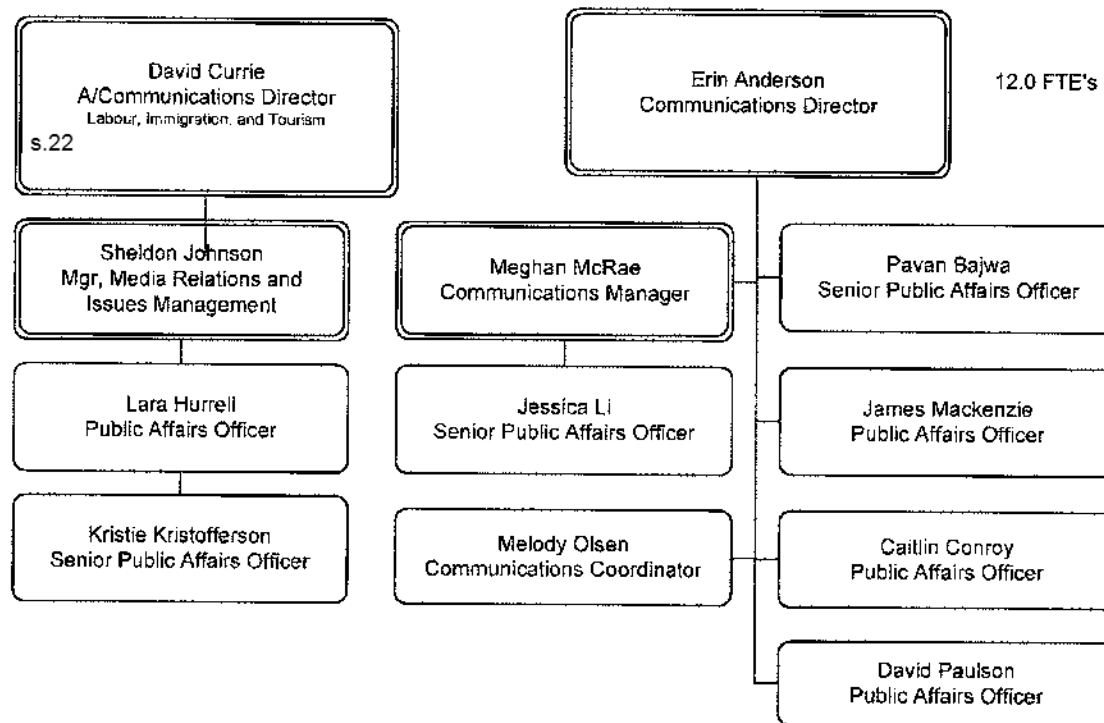 David Currie
A/Communications Director
Labour, Immigration, and Tourism
s.22
Erin Anderson
Communications Director
12.0 FTE's
Sheldon Johnson
Mgr, Media Relations and
Issues Management
Meghan McRae
Communications Manager
Pavan Bajwa
Senior Public Affairs Officer
Lara Hurrell
Public Affairs Officer
Jessica Li
Senior Public Affairs Officer
James Mackenzie
Public Affairs Officer
Kristie Kristofferson
Senior Public Affairs Officer
Melody Olsen
Communications Coordinator
Caitlin Conroy
Public Affairs Officer
David Paulson
Public Affairs Officer